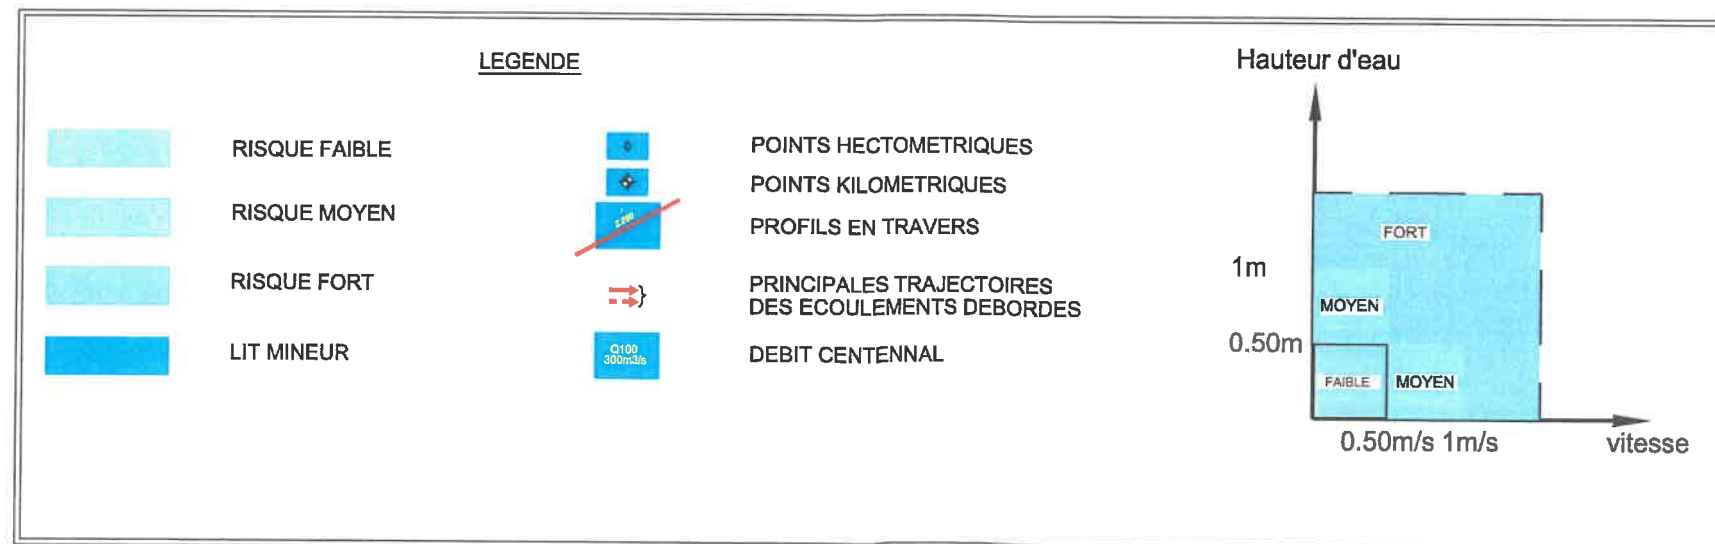 LEGENDE
RISQUE FAIBLE
RISQUE MOYEN
RISQUE FORT
LIT MINEUR
POINTS HECTOMETRIQUES
POINTS KILOMETRIQUES
2.200
PROFILS EN TRAVERS
PRINCIPALES TRAJECTOIRES
DES ECOULEMENTS DEBORDES
Q100
300m3/s
DEBIT CENTENNAL
Hauteur d'eau
FORT
1m
MOYEN
0.50m
FAIBLE MOYEN
0.50m/s 1m/s vitesse